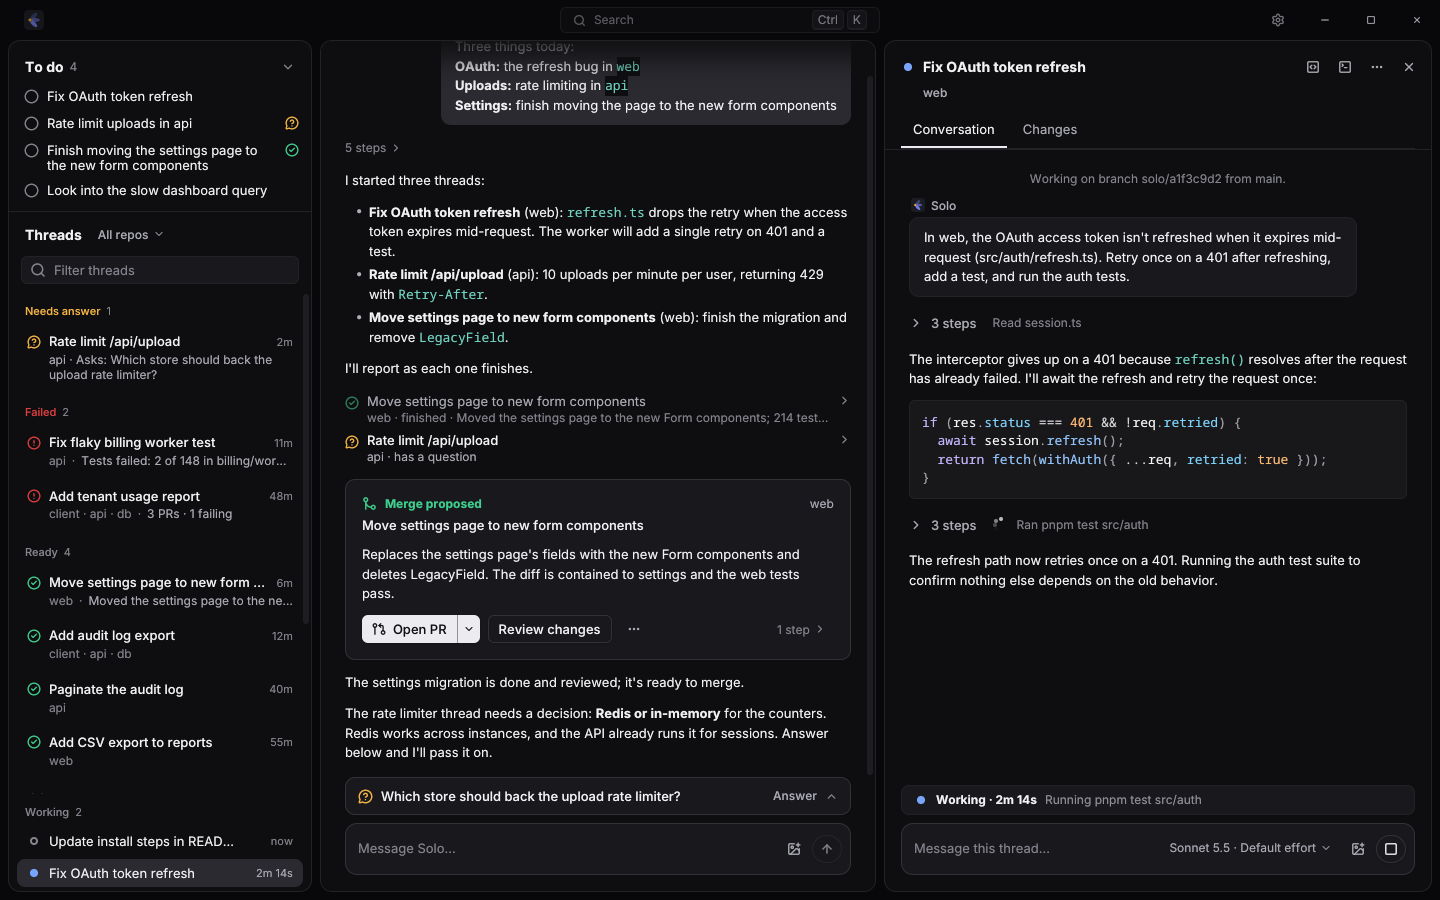 Search
Ctrl K
To do 4
Fix OAuth token refresh
Rate limit uploads in api
Finish moving the settings page to
the new form components
Look into the slow dashboard query
Threads All repos
Filter threads
Needs answer 1
Rate limit /api/upload 2m
api · Asks: Which store should back the
upload rate limiter?
Failed 2
Fix flaky billing worker test 11m
api · Tests failed: 2 of 148 in billing/wor...
Add tenant usage report 48m
client · api · db · 3 PRs · 1 failing
Ready 4
Move settings page to new form ... 6m
web · Moved the settings page to the ne...
Add audit log export 12m
client · api · db
Paginate the audit log 40m
api
Add CSV export to reports 55m
web
Working 2
Update install steps in READ... now
Fix OAuth token refresh 2m 14s
Three things today:
OAuth: the refresh bug in web
Uploads: rate limiting in api
Settings: finish moving the page to the new form components
5 steps
I started three threads:
• Fix OAuth token refresh (web): refresh.ts drops the retry when the access
token expires mid-request. The worker will add a single retry on 401 and a
test.
• Rate limit /api/upload (api): 10 uploads per minute per user, returning 429
with Retry-After.
• Move settings page to new form components (web): finish the migration and
remove LegacyField.
I'll report as each one finishes.
Move settings page to new form components
web · finished · Moved the settings page to the new Form components; 214 test...
Rate limit /api/upload
api · has a question
Merge proposed web
Move settings page to new form components
Replaces the settings page's fields with the new Form components and
deletes LegacyField. The diff is contained to settings and the web tests
pass.
Open PR Review changes ... 1 step
The settings migration is done and reviewed; it's ready to merge.
The rate limiter thread needs a decision: Redis or in-memory for the counters.
Redis works across instances, and the API already runs it for sessions. Answer
below and I'll pass it on.
Which store should back the upload rate limiter? Answer
Message Solo...
Fix OAuth token refresh
web
Conversation Changes
Working on branch solo/a1f3c9d2 from main.
Solo
In web, the OAuth access token isn't refreshed when it expires mid-
request (src/auth/refresh.ts). Retry once on a 401 after refreshing,
add a test, and run the auth tests.
3 steps Read session.ts
The interceptor gives up on a 401 because refresh() resolves after the request
has already failed. I'll await the refresh and retry the request once:
if (res.status === 401 && !req.retried) {
await session.refresh();
return fetch(withAuth({ ...req, retried: true }));
}
3 steps Ran pnpm test src/auth
The refresh path now retries once on a 401. Running the auth test suite to
confirm nothing else depends on the old behavior.
Working · 2m 14s Running pnpm test src/auth
Message this thread... Sonnet 5.5 · Default effort